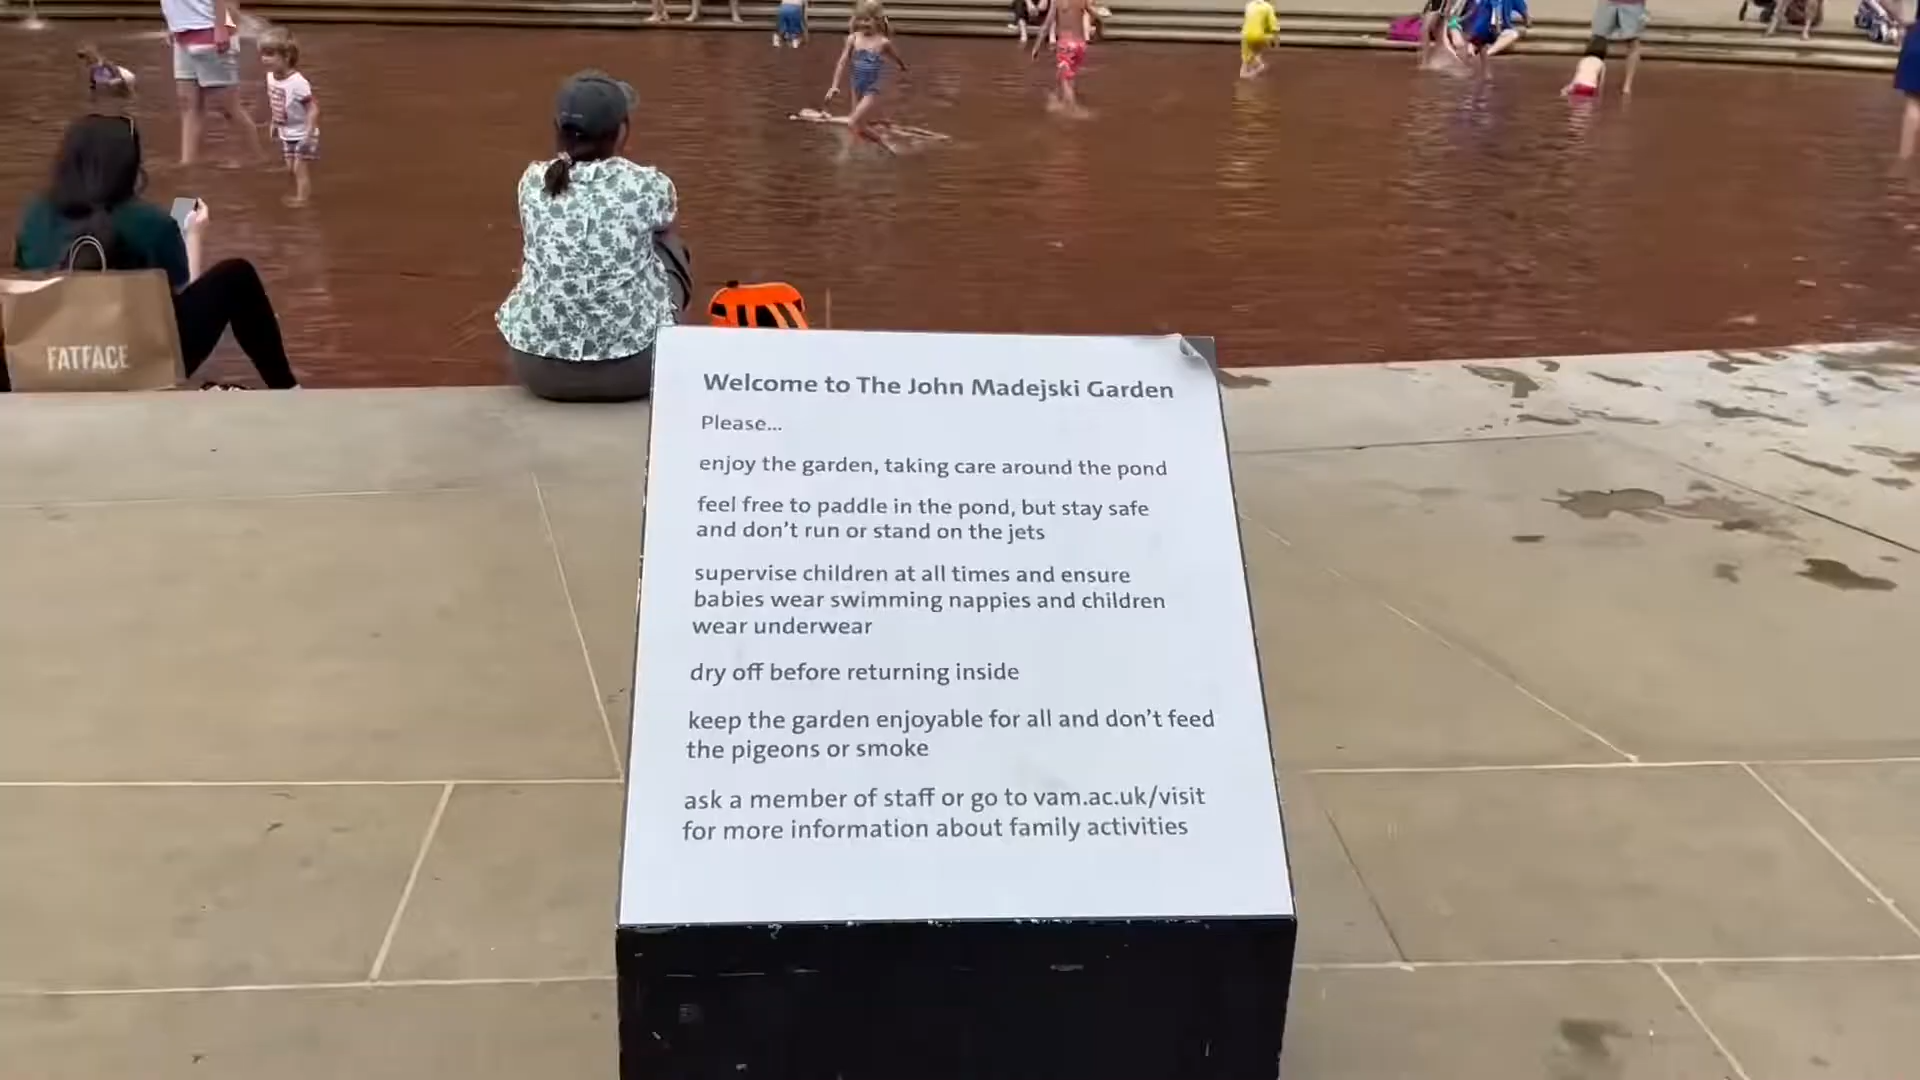 FATFACE
Welcome to The John Madejski Garden
Please...
enjoy the garden, taking care around the pond
feel free to paddle in the pond, but stay safe
and don't run or stand on the jets
supervise children at all times and ensure
babies wear swimming nappies and children
wear underwear
dry off before returning inside
keep the garden enjoyable for all and don't feed
the pigeons or smoke
ask a member of staff or go to vam.ac.uk/visit
for more information about family activities